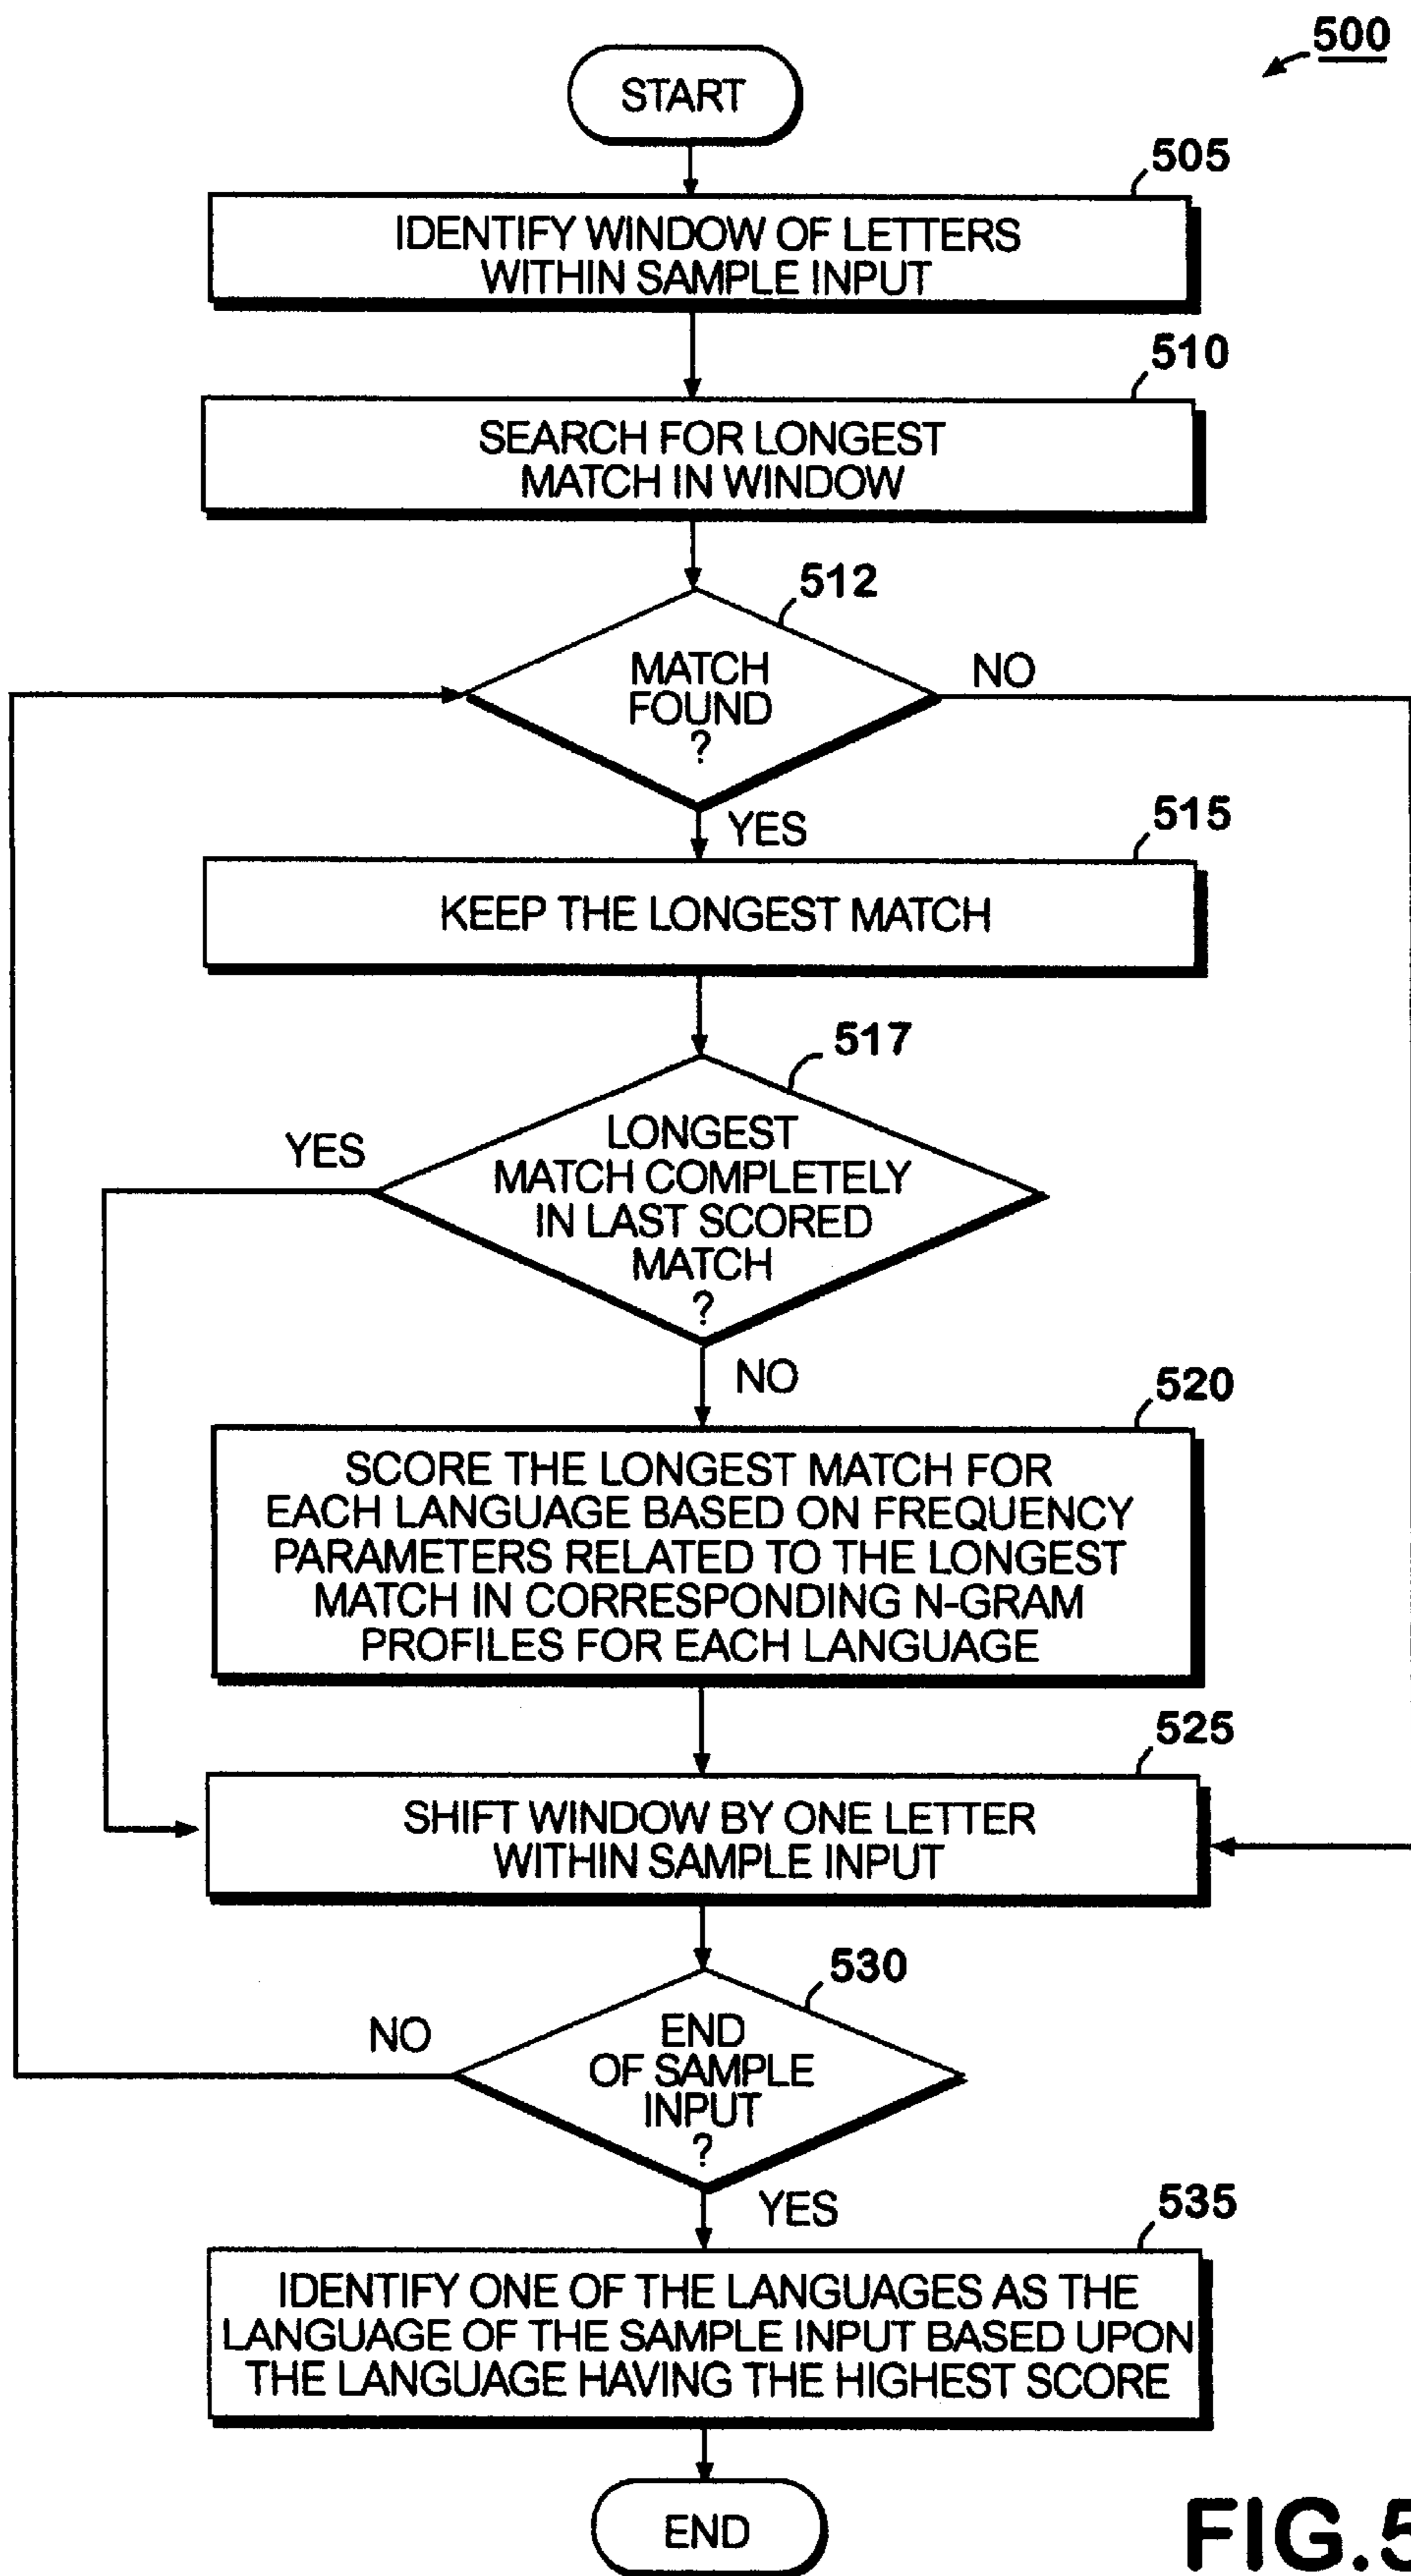 500
START
505
IDENTIFY WINDOW OF LETTERS
WITHIN SAMPLE INPUT
510
SEARCH FOR LONGEST
MATCH IN WINDOW
512
MATCH
FOUND
?
NO
YES
515
KEEP THE LONGEST MATCH
517
LONGEST
MATCH COMPLETELY
IN LAST SCORED
MATCH
?
YES
NO
520
SCORE THE LONGEST MATCH FOR
EACH LANGUAGE BASED ON FREQUENCY
PARAMETERS RELATED TO THE LONGEST
MATCH IN CORRESPONDING N-GRAM
PROFILES FOR EACH LANGUAGE
525
SHIFT WINDOW BY ONE LETTER
WITHIN SAMPLE INPUT
530
END
OF SAMPLE
INPUT
?
NO
YES
535
IDENTIFY ONE OF THE LANGUAGES AS THE
LANGUAGE OF THE SAMPLE INPUT BASED UPON
THE LANGUAGE HAVING THE HIGHEST SCORE
END
FIG.5